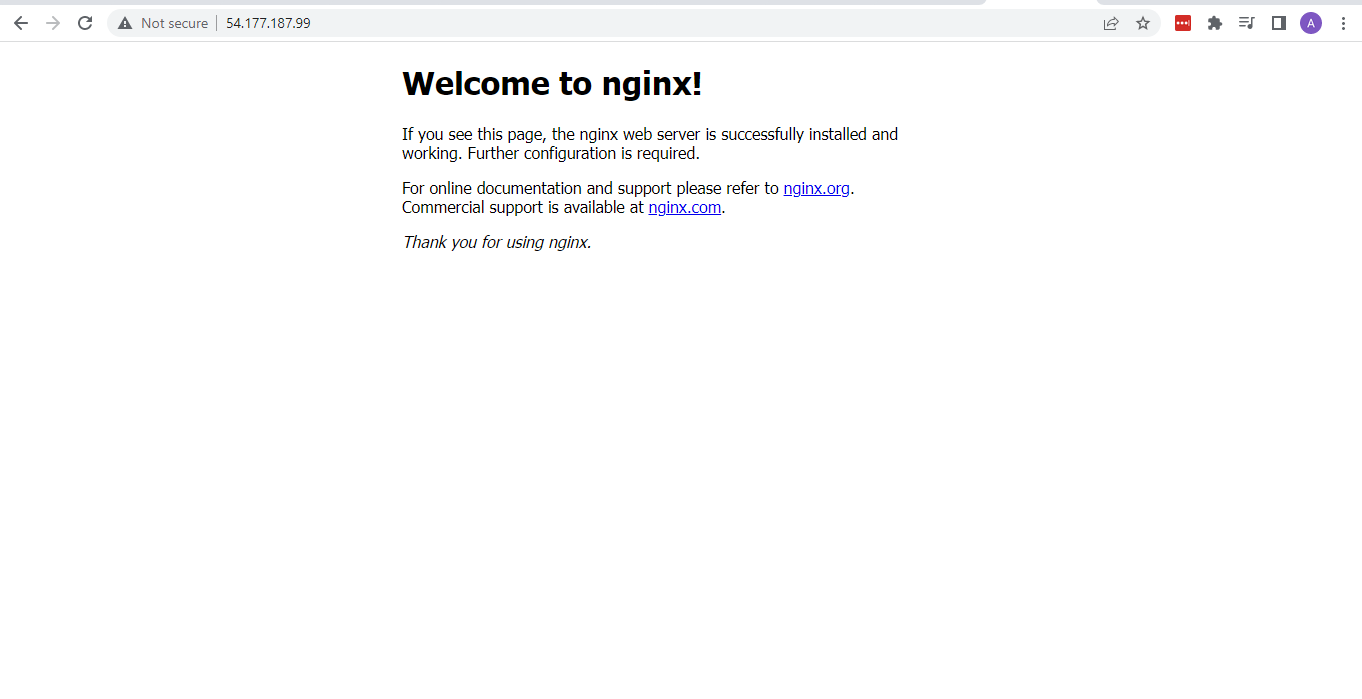 Not secure 54.177.187.99
A
Welcome to nginx!
If you see this page, the nginx web server is successfully installed and
working. Further configuration is required.
For online documentation and support please refer to nginx.org.
Commercial support is available at nginx.com.
Thank you for using nginx.